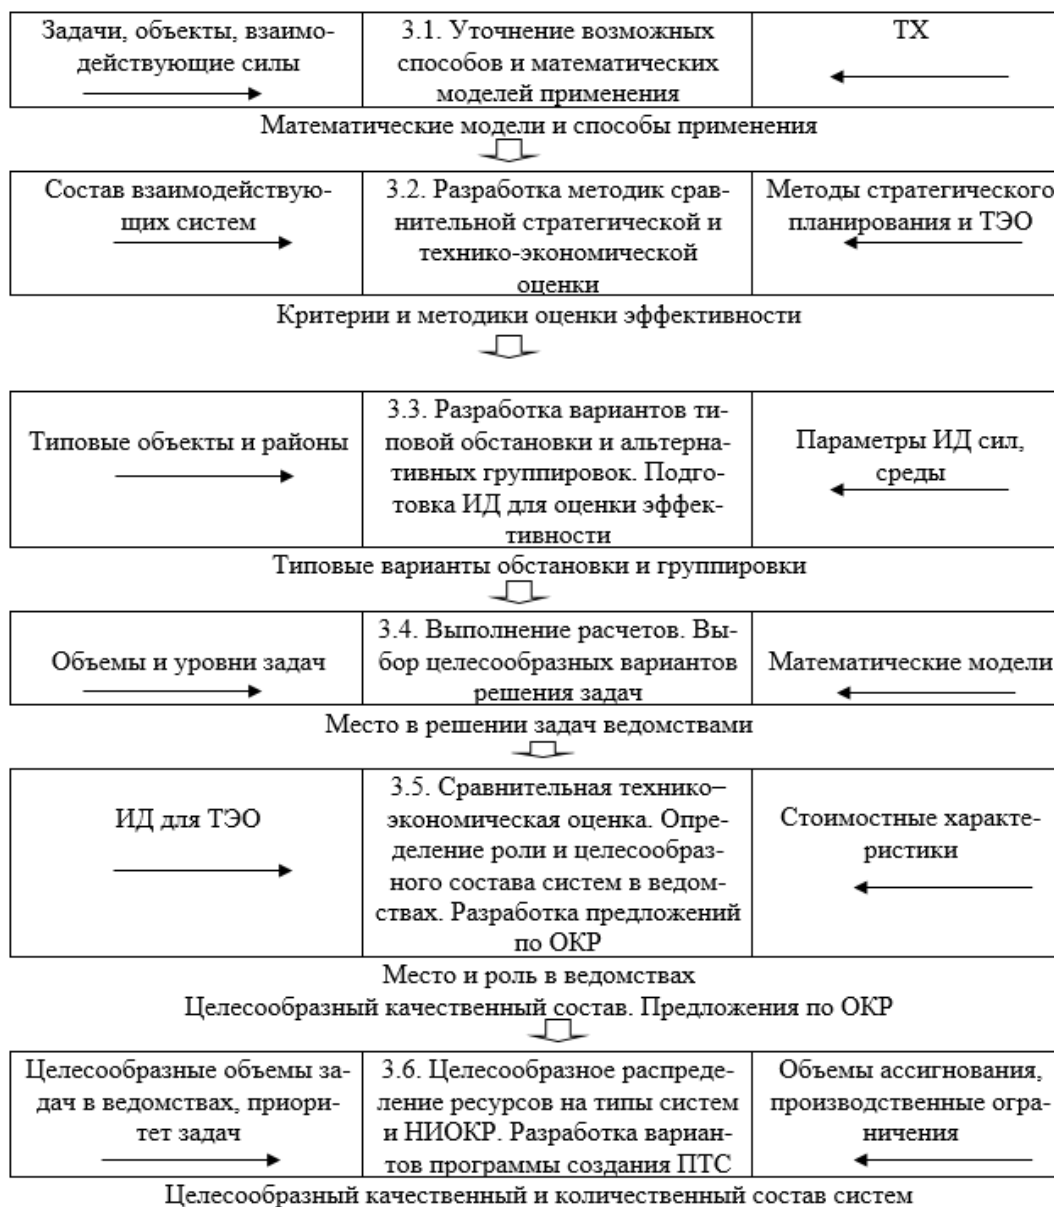 Задачи, объекты, взаимо-
действующие силы
3.1. Уточнение возможных
способов и математических
моделей применения
ТХ
Математические модели и способы применения
Состав взаимодействую-
щих систем
3.2. Разработка методик срав-
нительной стратегической и
технико-экономической
оценки
Методы стратегического
планирования и ТЭО
Критерии и методики оценки эффективности
Типовые объекты и районы
3.3. Разработка вариантов ти-
повой обстановки и альтерна-
тивных группировок. Подго-
товка ИД для оценки эффек-
тивности
Параметры ИД сил,
среды
Типовые варианты обстановки и группировки
Объемы и уровни задач
3.4. Выполнение расчетов. Вы-
бор целесообразных вариантов
решения задач
Математические модели
Место в решении задач ведомствами
ИД для ТЭО
3.5. Сравнительная технико–
экономическая оценка. Опре-
деление роли и целесообраз-
ного состава систем в ведом-
ствах. Разработка предложений
по ОКР
Стоимостные характе-
ристики
Место и роль в ведомствах
Целесообразный качественный состав. Предложения по ОКР
Целесообразные объемы за-
дач в ведомствах, приори-
тет задач
3.6. Целесообразное распреде-
ление ресурсов на типы систем
и НИОКР. Разработка вариан-
тов программы создания ПТС
Объемы ассигнования,
производственные огра-
ничения
Целесообразный качественный и количественный состав систем